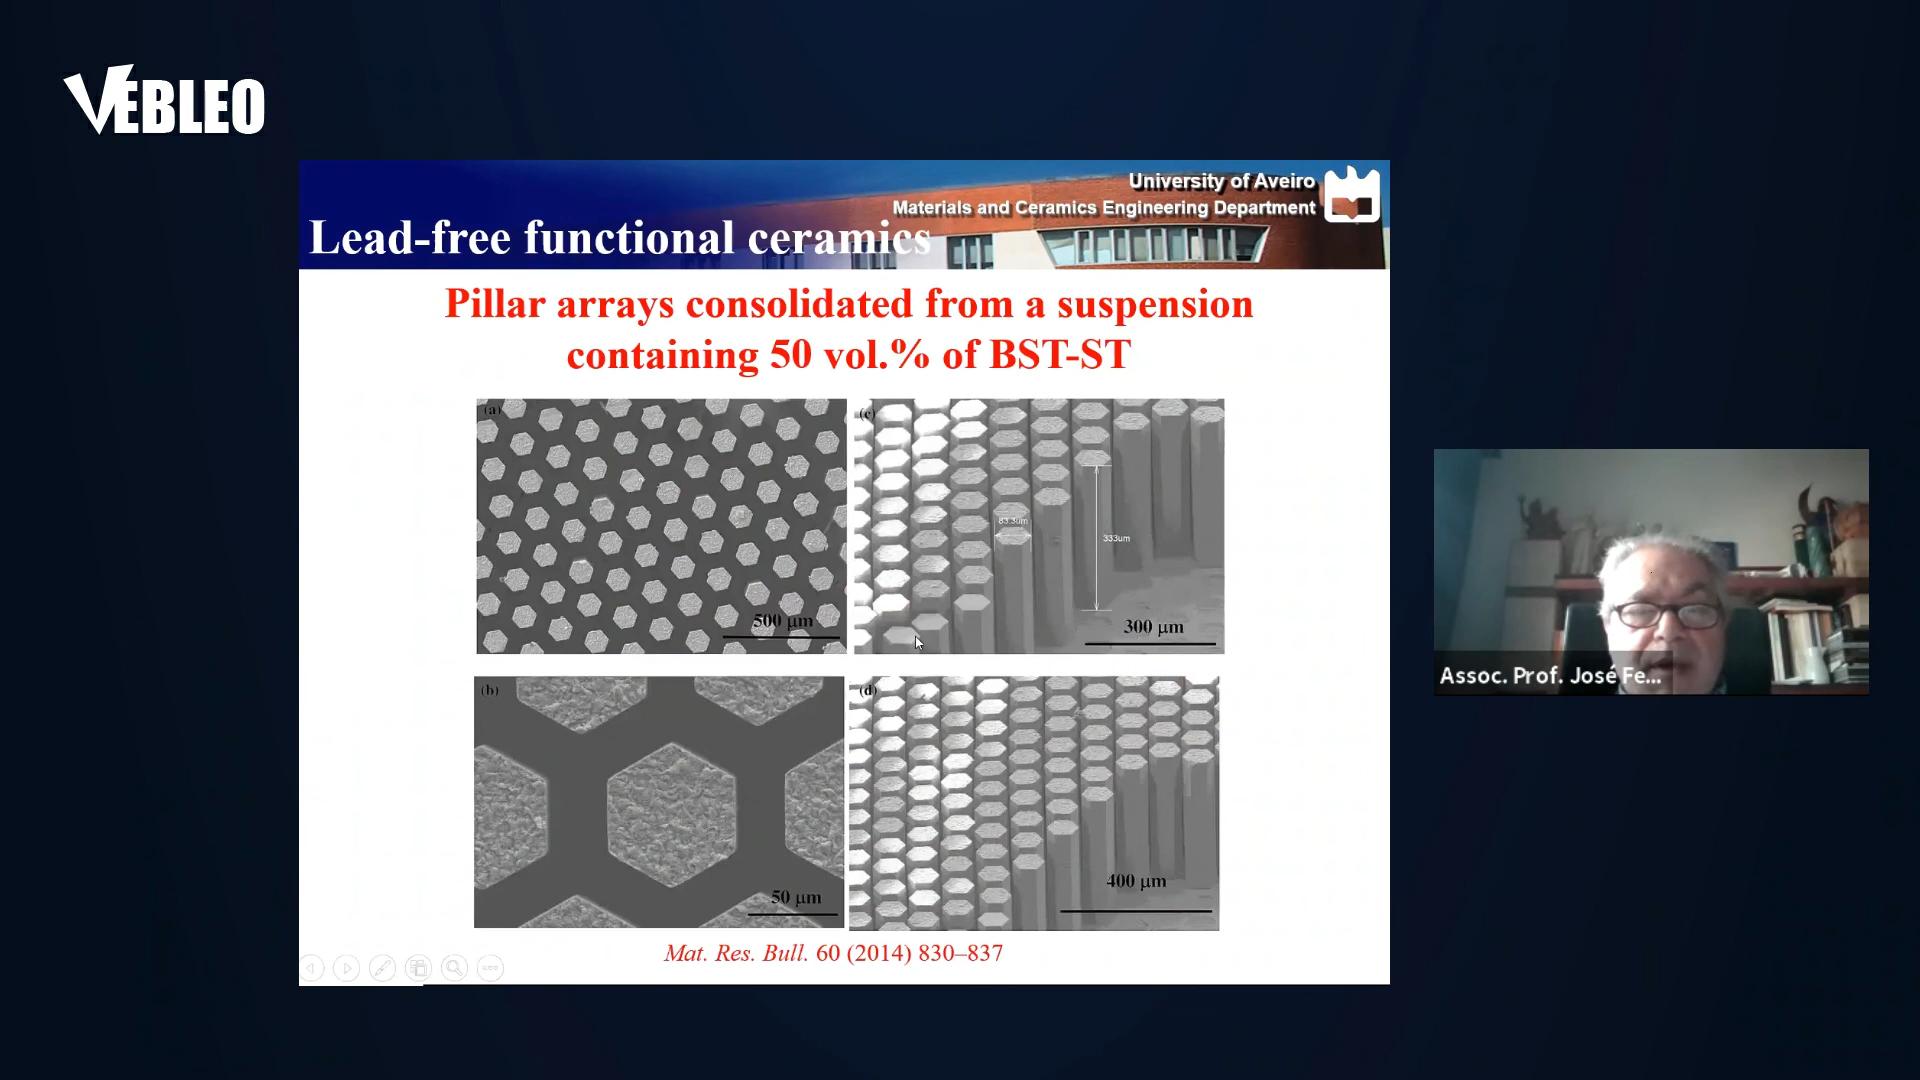 VEBLEO
University of Aveiro
Materials and Ceramics Engineering Department
Lead-free functional ceramics
Pillar arrays consolidated from a suspension
containing 50 vol.% of BST-ST
(a)
500 μm
(c)
83.3um
333um
300 μm
(b)
50 μm
(d)
400 μm
Mat. Res. Bull. 60 (2014) 830–837
Assoc. Prof. José Fe...